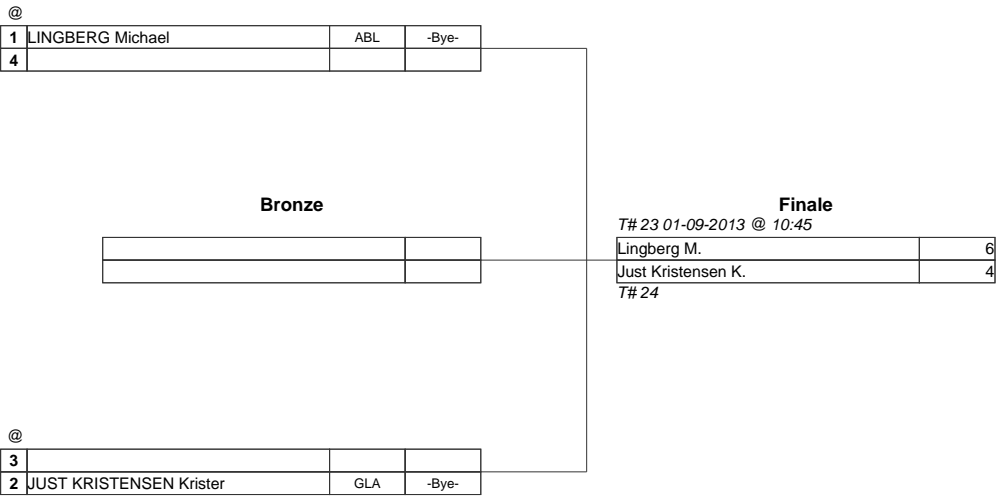 @
1 LINGBERG Michael ABL -Bye-
4
Bronze
Finale
T# 23 01-09-2013 @ 10:45
Lingberg M. 6
Just Kristensen K. 4
T# 24
@
3
2 JUST KRISTENSEN Krister GLA -Bye-